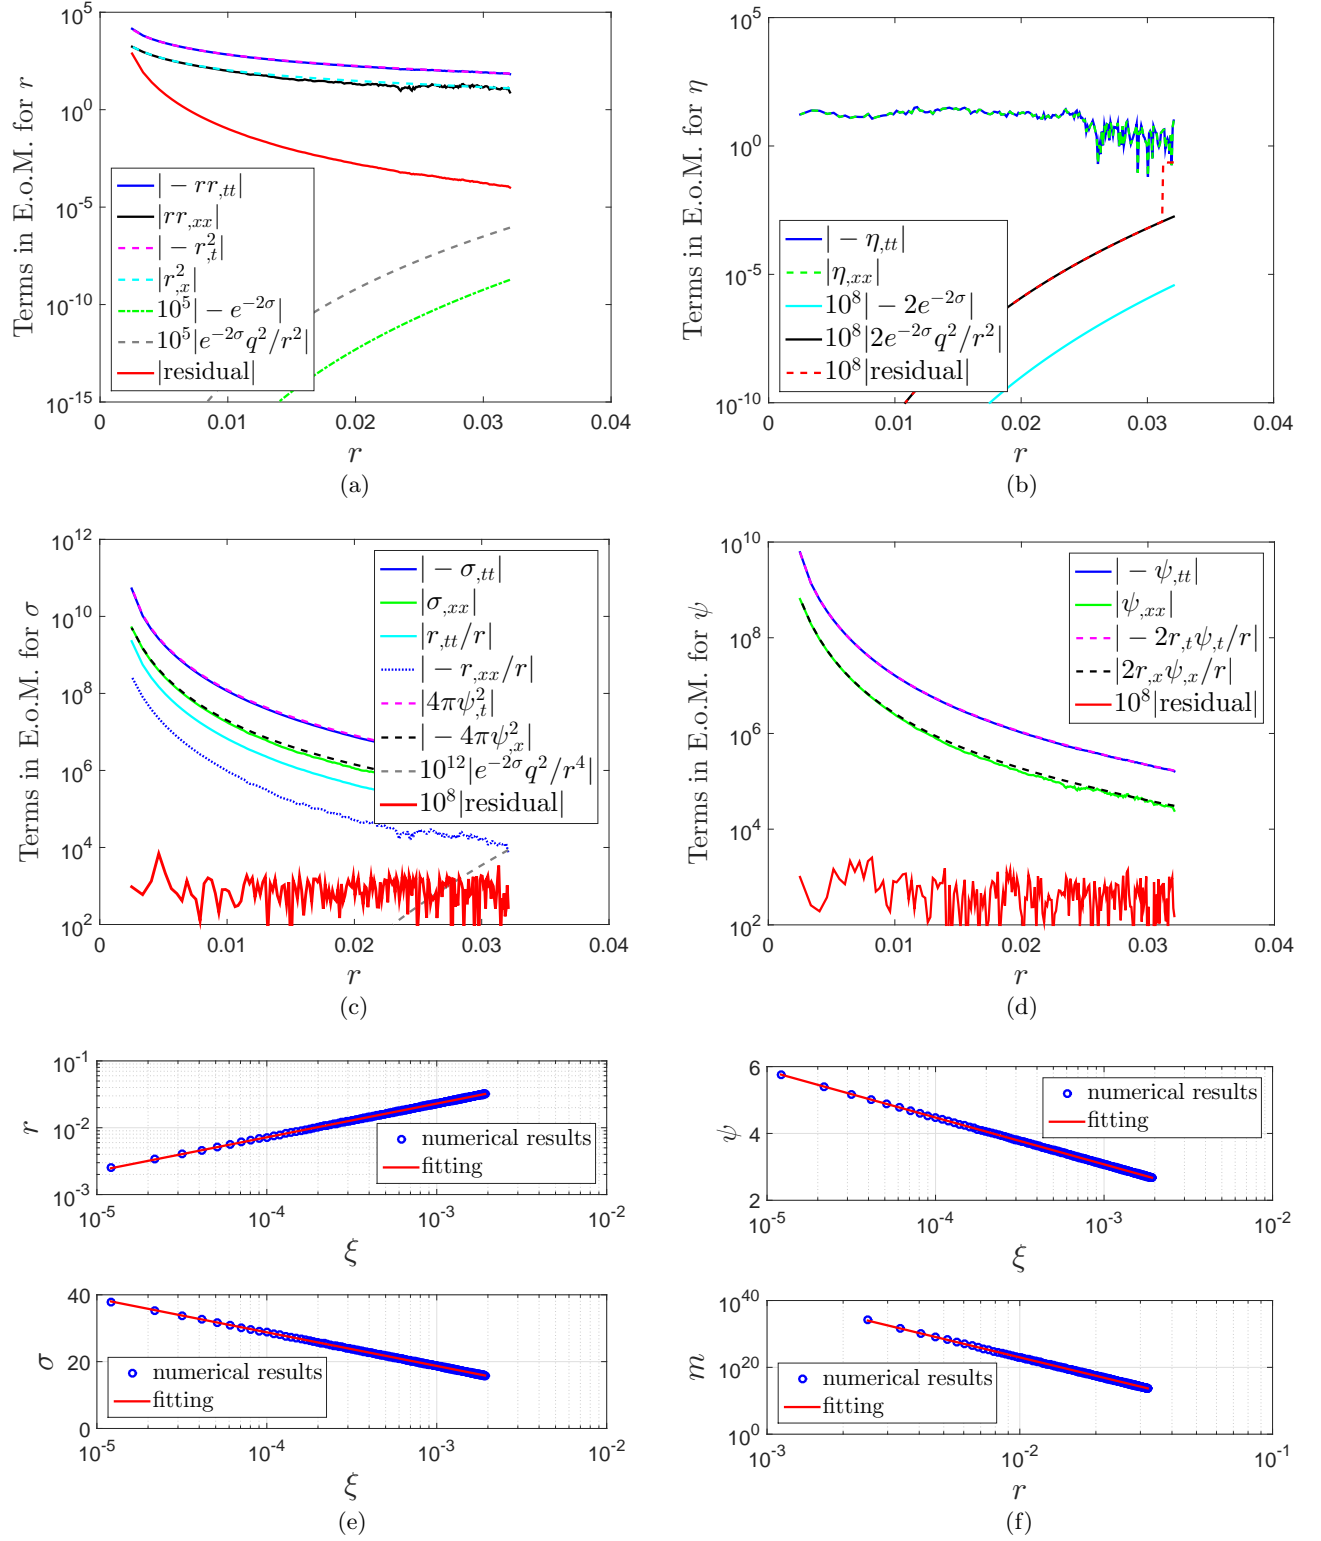 Terms in E.o.M. for r
10^5
10^0
10^-5
10^-10
10^-15
|−rr,tt|
|rr,xx|
|−r²,t|
|r²,x|
10^5|−e^{−2σ}|
10^5|e^{−2σ}q²/r²|
|residual|
0 0.01 0.02 0.03 0.04
r
(a)
Terms in E.o.M. for η
10^5
10^0
10^-5
10^-10
|−η,tt|
|η,xx|
10^8|−2e^{−2σ}|
10^8|2e^{−2σ}q²/r²|
10^8|residual|
0 0.01 0.02 0.03 0.04
r
(b)
Terms in E.o.M. for σ
10^12
10^10
10^8
10^6
10^4
10^2
|−σ,tt|
|σ,xx|
|r,tt/r|
|−r,xx/r|
|4πψ²,t|
|−4πψ²,x|
10^12|e^{−2σ}q²/r^4|
10^8|residual|
0 0.01 0.02 0.03 0.04
r
(c)
Terms in E.o.M. for ψ
10^10
10^8
10^6
10^4
10^2
|−ψ,tt|
|ψ,xx|
|−2r,tψ,t/r|
|2r,xψ,x/r|
10^8|residual|
0 0.01 0.02 0.03 0.04
r
(d)
r
10^-1
10^-2
10^-3
numerical results
fitting
10^-5 10^-4 10^-3 10^-2
ξ
σ
40
20
0
numerical results
fitting
10^-5 10^-4 10^-3 10^-2
ξ
(e)
ψ
6
4
2
numerical results
fitting
10^-5 10^-4 10^-3 10^-2
ξ
m
10^40
10^20
10^0
numerical results
fitting
10^-3 10^-2 10^-1
r
(f)